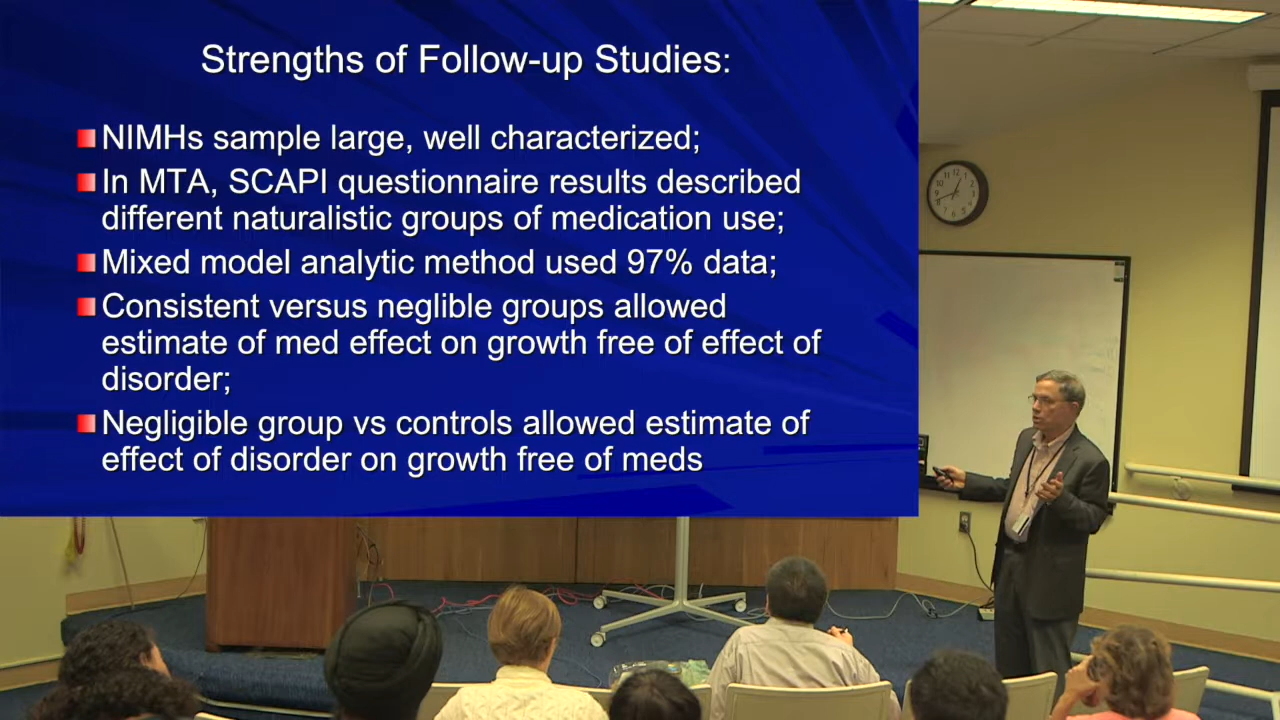 Strengths of Follow-up Studies:
NIMHs sample large, well characterized;
In MTA, SCAPI questionnaire results described
different naturalistic groups of medication use;
Mixed model analytic method used 97% data;
Consistent versus neglible groups allowed
estimate of med effect on growth free of effect of
disorder;
Negligible group vs controls allowed estimate of
effect of disorder on growth free of meds